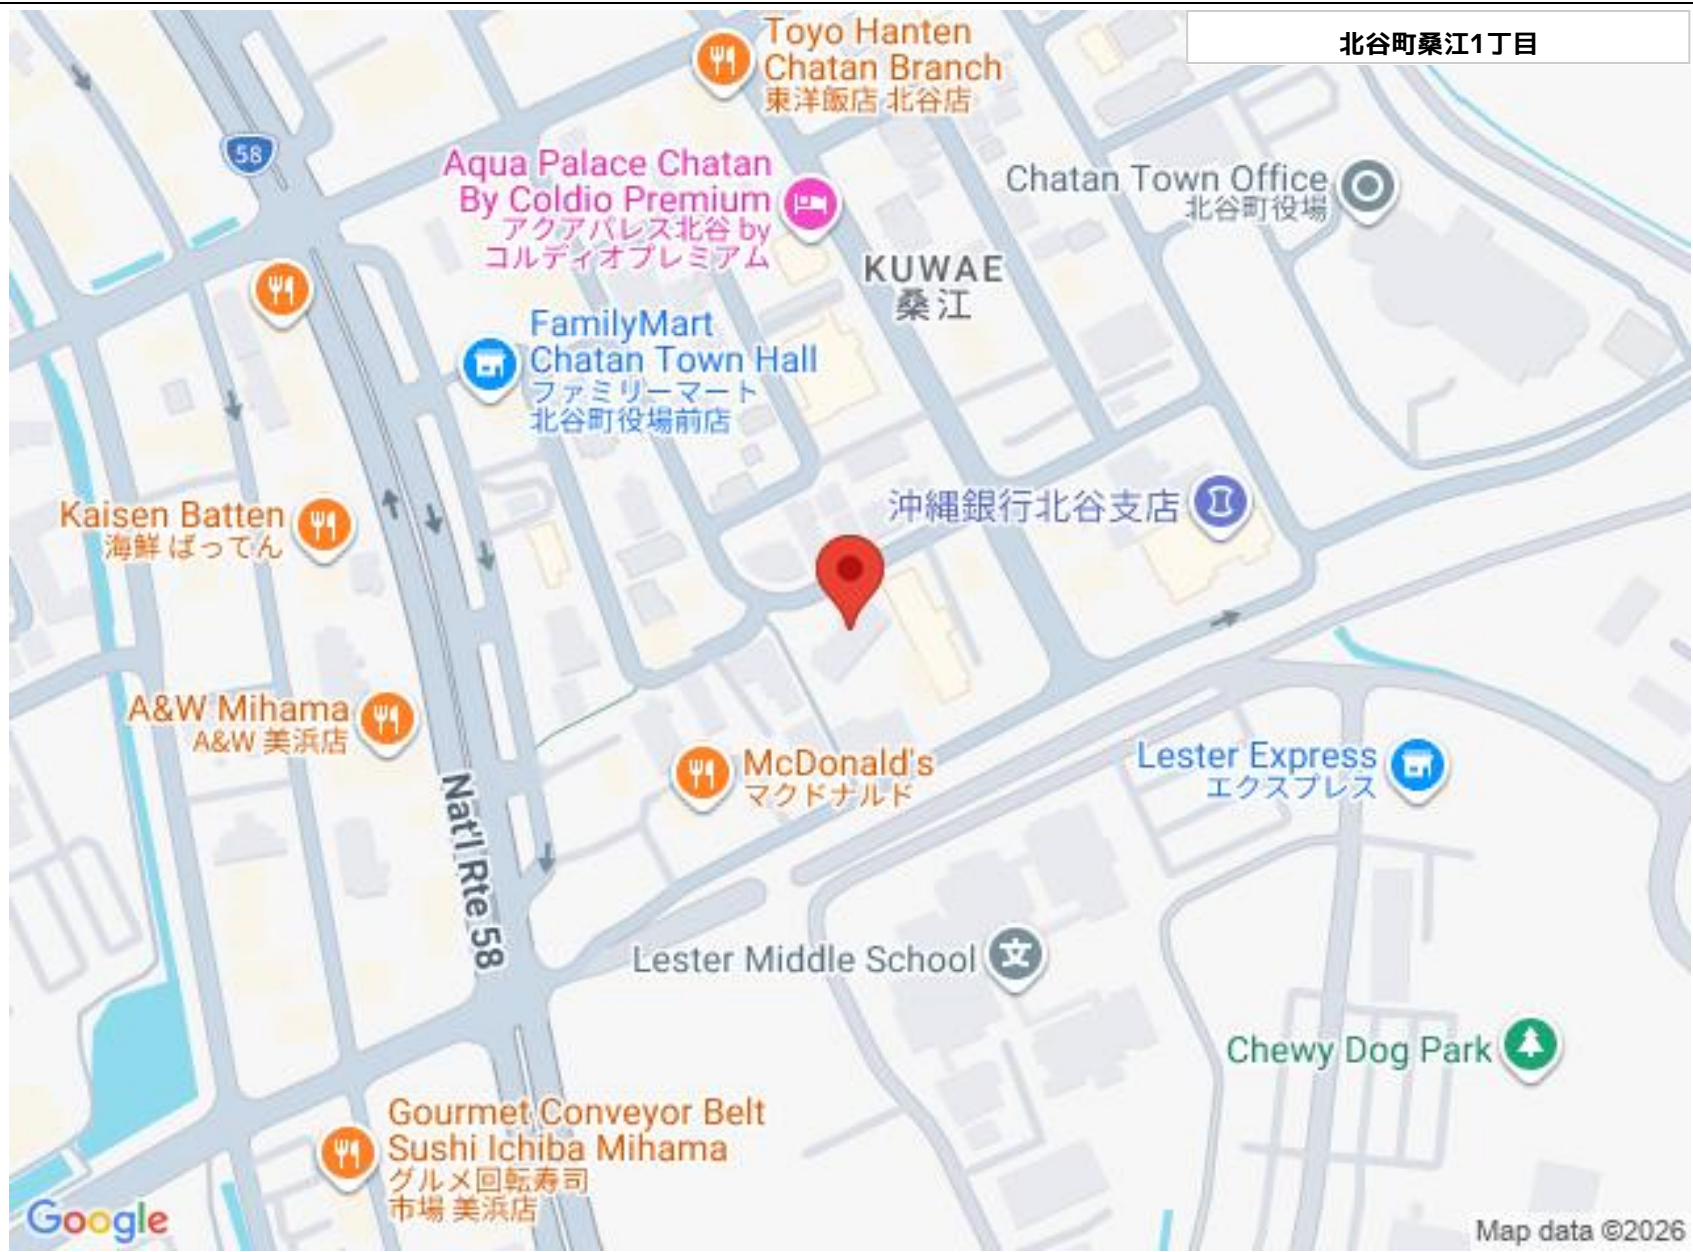 北谷町桑江1丁目
Toyo Hanten
Chatan Branch
東洋飯店 北谷店
58
Aqua Palace Chatan
By Coldio Premium
アクアパレス北谷 by
コルディオプレミアム
Chatan Town Office
北谷町役場
KUWAE
桑江
FamilyMart
Chatan Town Hall
ファミリーマート
北谷町役場前店
Kaisen Batten
海鮮 ばってん
沖縄銀行北谷支店
A&W Mihama
A&W 美浜店
McDonald's
マクドナルド
Lester Express
エクスプレス
Nat'l Rte 58
Lester Middle School
文
Chewy Dog Park
Gourmet Conveyor Belt
Sushi Ichiba Mihama
グルメ回転寿司
市場 美浜店
Google
Map data ©2026